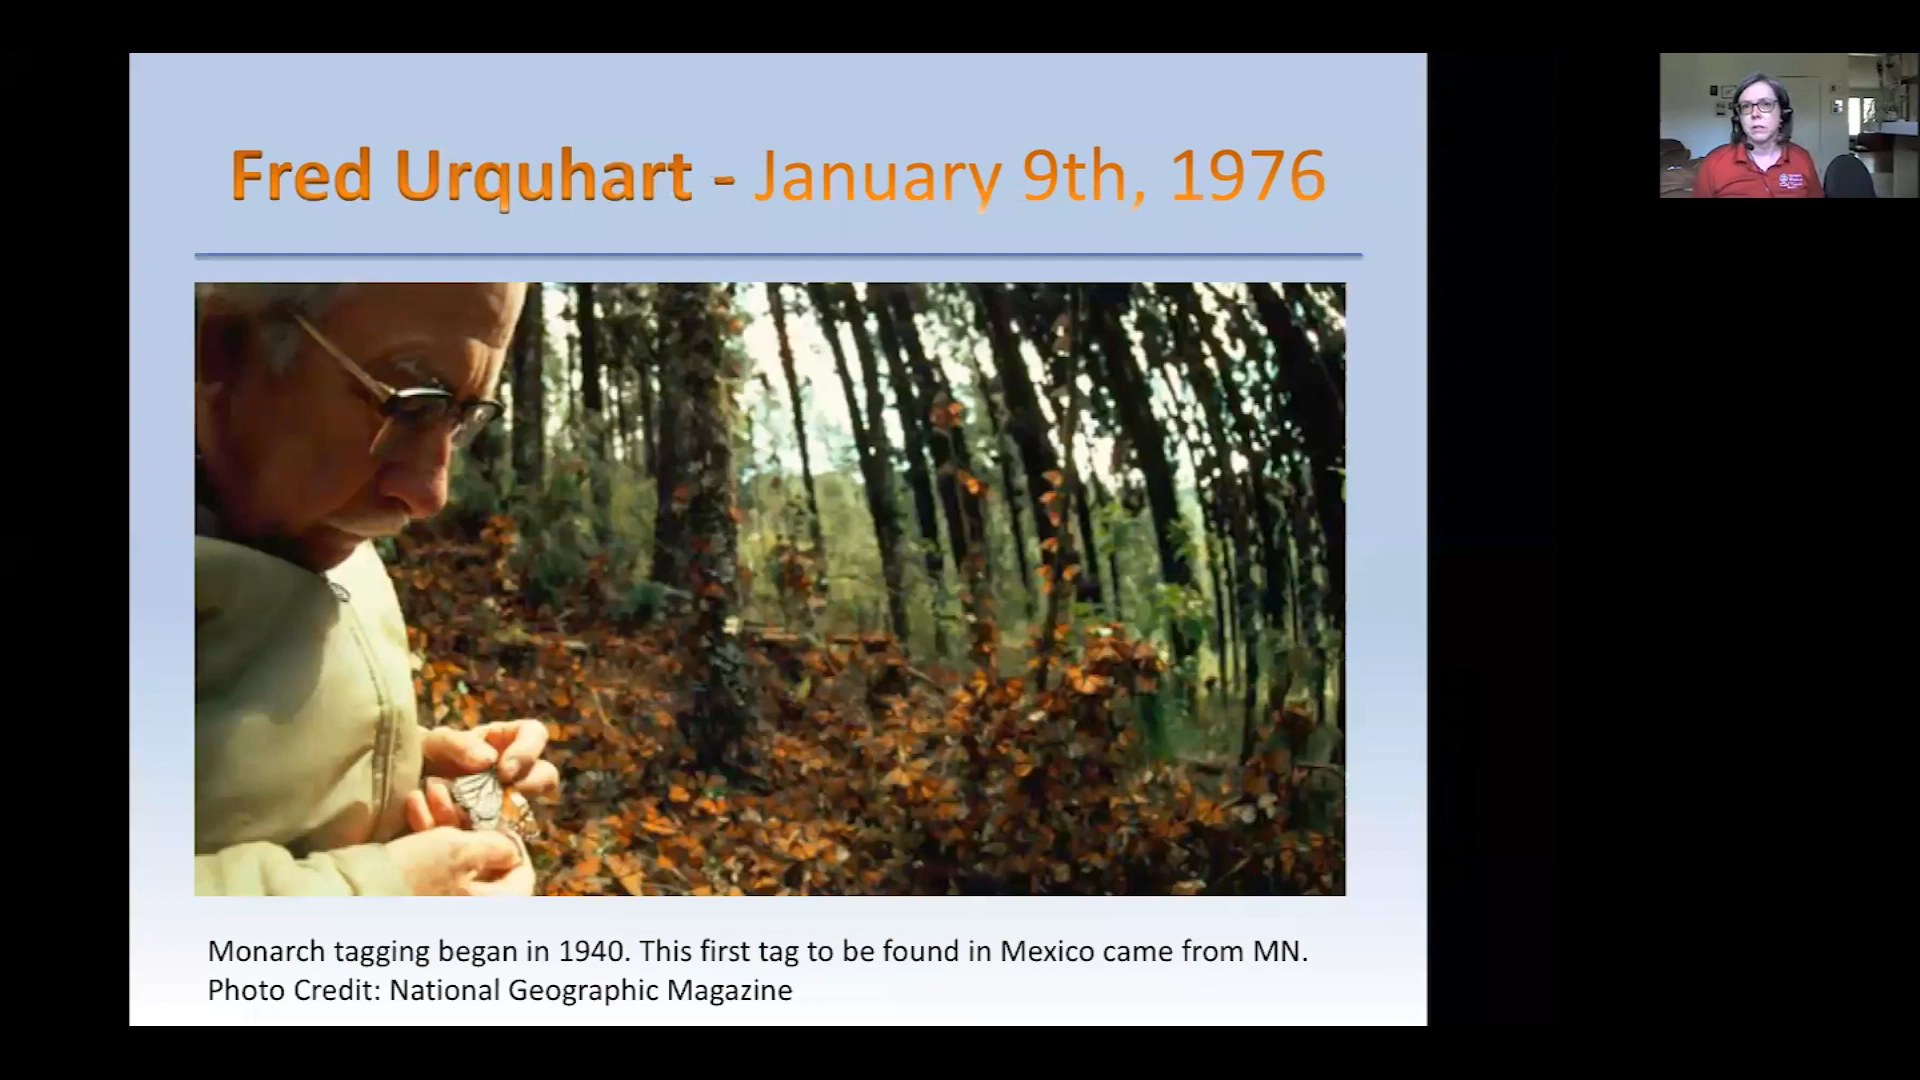 Fred Urquhart - January 9th, 1976
Monarch tagging began in 1940. This first tag to be found in Mexico came from MN.
Photo Credit: National Geographic Magazine